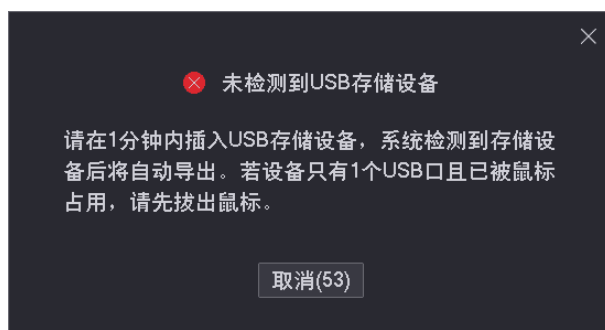 未检测到USB存储设备
请在1分钟内插入USB存储设备，系统检测到存储设
备后将自动导出。若设备只有1个USB口且已被鼠标
占用，请先拔出鼠标。
取消(53)